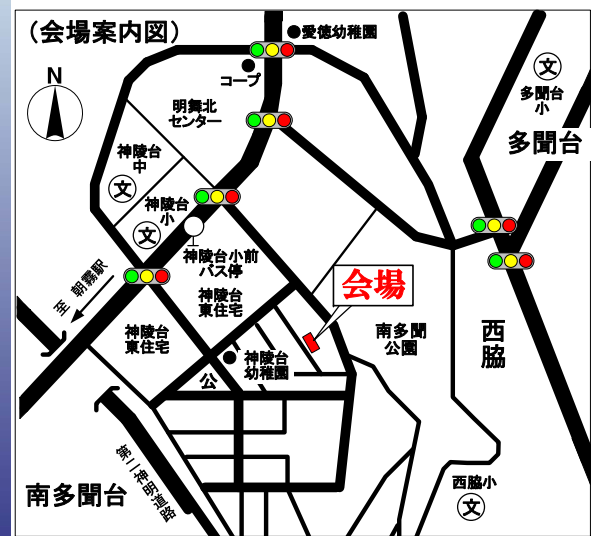 (会場案内図)
愛徳幼稚園
N
コープ
文
多聞台
小
多聞台
明舞北
センター
神陵台
中
文
神陵台
小
文
神陵台小前
バス停
至 朝霧駅
神陵台
東住宅
会場
神陵台
東住宅
南多聞
公園
西脇
神陵台
幼稚園
公
第二神明道路
南多聞台
西脇小
文